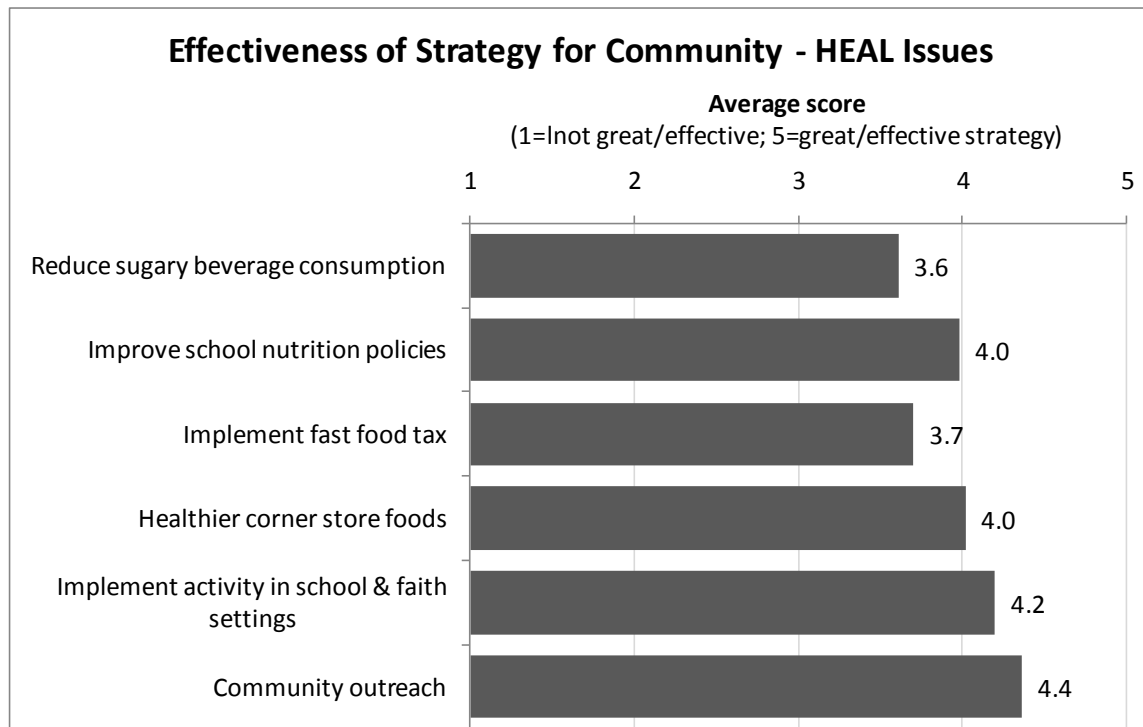 Effectiveness of Strategy for Community - HEAL Issues
Average score
(1=lnot great/effective; 5=great/effective strategy)
1 2 3 4 5
Reduce sugary beverage consumption 3.6
Improve school nutrition policies 4.0
Implement fast food tax 3.7
Healthier corner store foods 4.0
Implement activity in school & faith
settings 4.2
Community outreach 4.4